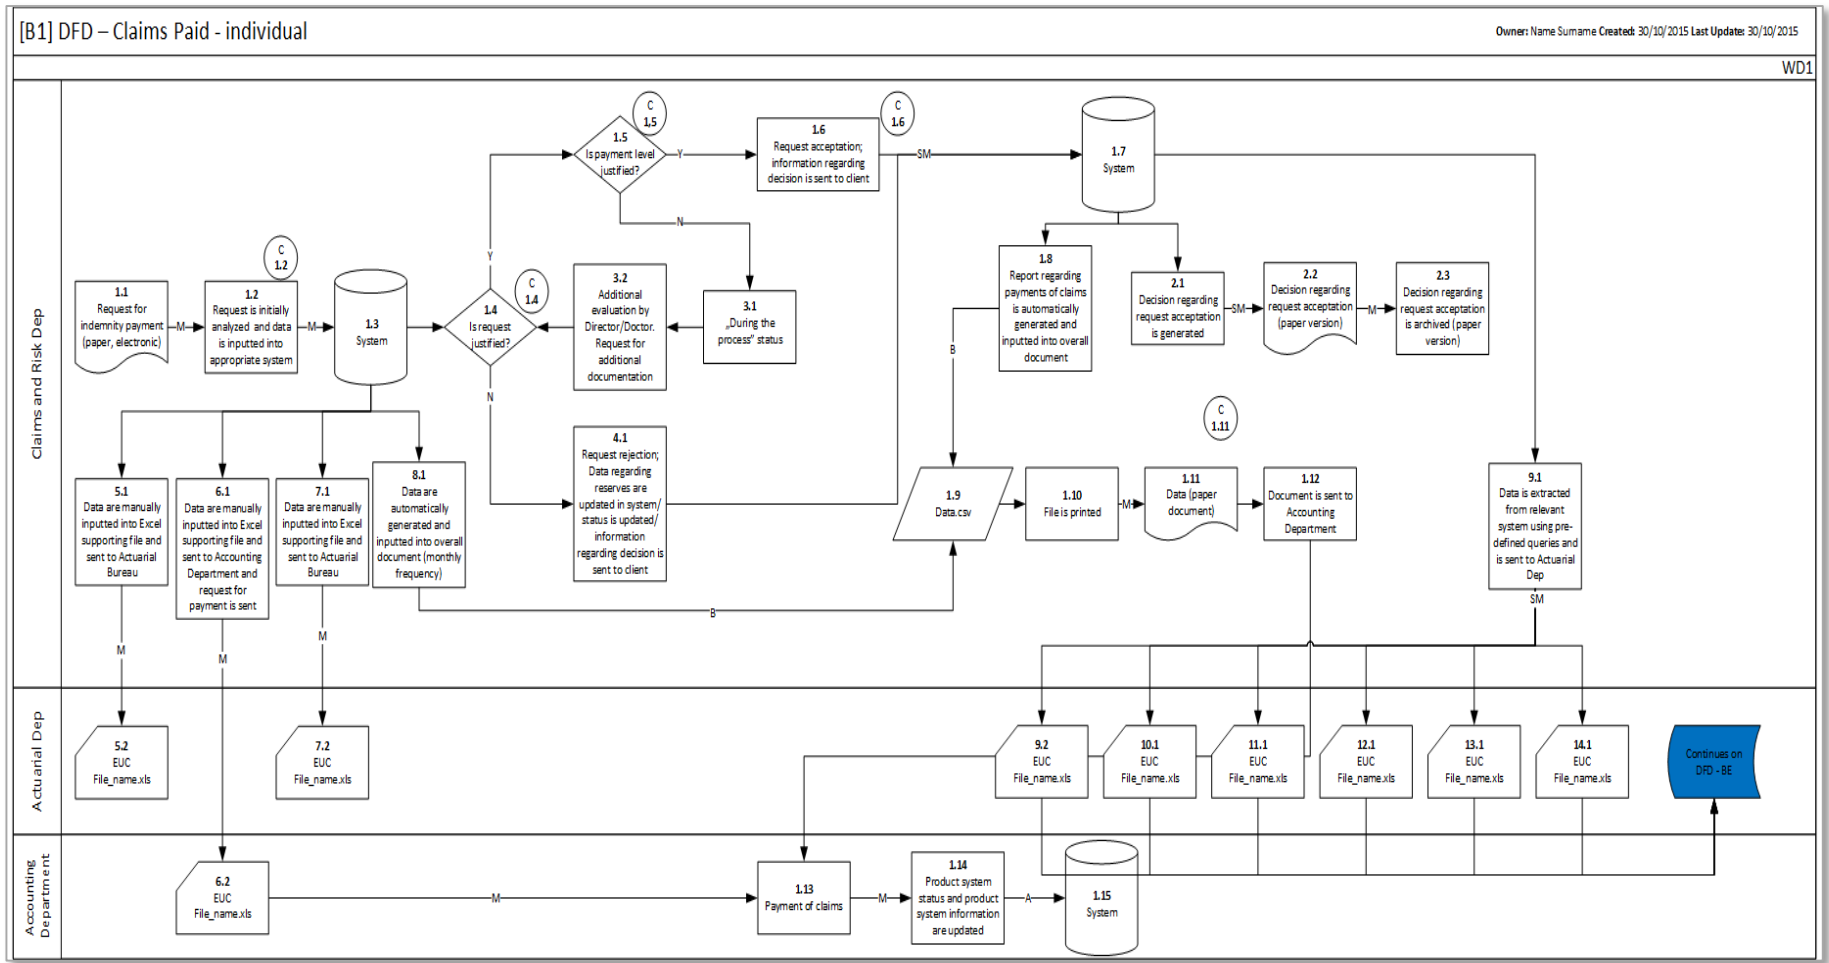 [B1] DFD – Claims Paid - individual
Owner: Name Surname Created: 30/10/2015 Last Update: 30/10/2015
WD1
Claims and Risk Dep
1.1
Request for
indemnity payment
(paper, electronic)
M
C
1.2
1.2
Request is initially
analyzed and data
is inputted into
appropriate system
M
1.3
System
C
1.4
1.4
Is request
justified?
Y
N
C
1,5
1.5
Is payment level
justified?
Y
N
1.6
Request acceptation;
information regarding
decision is sent to client
C
1.6
SM
1.7
System
3.1
„During the
process” status
3.2
Additional
evaluation by
Director/Doctor.
Request for
additional
documentation
4.1
Request rejection;
Data regarding
reserves are
updated in system/
status is updated/
information
regarding decision is
sent to client
1.8
Report regarding
payments of claims
is automatically
generated and
inputted into overall
document
B
2.1
Decision regarding
request acceptation
is generated
SM
2.2
Decision regarding
request acceptation
(paper version)
M
2.3
Decision regarding
request acceptation
is archived (paper
version)
5.1
Data are manually
inputted into Excel
supporting file and
sent to Actuarial
Bureau
M
6.1
Data are manually
inputted into Excel
supporting file and
sent to Accounting
Department and
request for
payment is sent
M
7.1
Data are manually
inputted into Excel
supporting file and
sent to Actuarial
Bureau
M
8.1
Data are
automatically
generated and
inputted into overall
document (monthly
frequency)
B
1.9
Data.csv
1.10
File is printed
M
C
1.11
1.11
Data (paper
document)
1.12
Document is sent to
Accounting
Department
9.1
Data is extracted
from relevant
system using pre-
defined queries and
is sent to Actuarial
Dep
SM
Actuarial Dep
5.2
EUC
File_name.xls
7.2
EUC
File_name.xls
9.2
EUC
File_name.xls
10.1
EUC
File_name.xls
11.1
EUC
File_name.xls
12.1
EUC
File_name.xls
13.1
EUC
File_name.xls
14.1
EUC
File_name.xls
Continues on
DFD - BE
Accounting
Department
6.2
EUC
File_name.xls
M
1.13
Payment of claims
M
1.14
Product system
status and product
system information
are updated
A
1.15
System